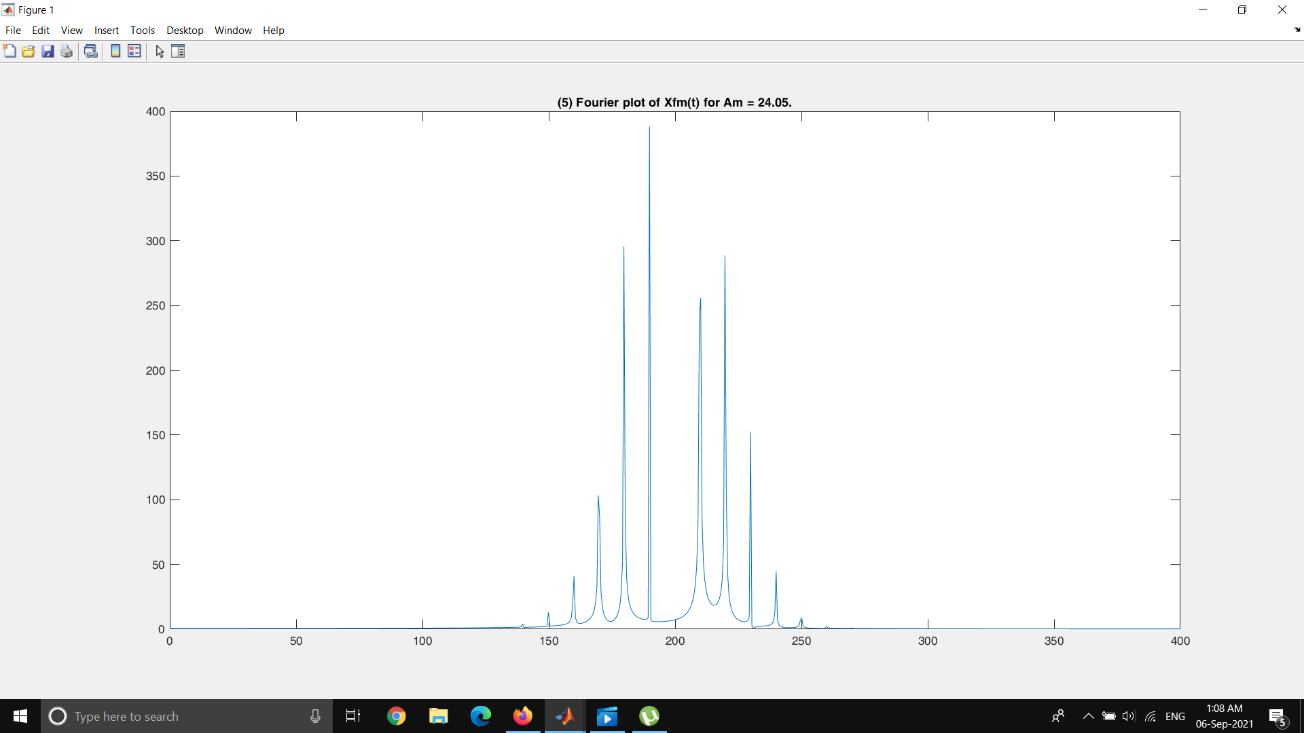 Figure 1
File Edit View Insert Tools Desktop Window Help
(5) Fourier plot of Xfm(t) for Am = 24.05.
400
350
300
250
200
150
100
50
0
0 50 100 150 200 250 300 350 400
Type here to search
ENG
1:08 AM
06-Sep-2021
5